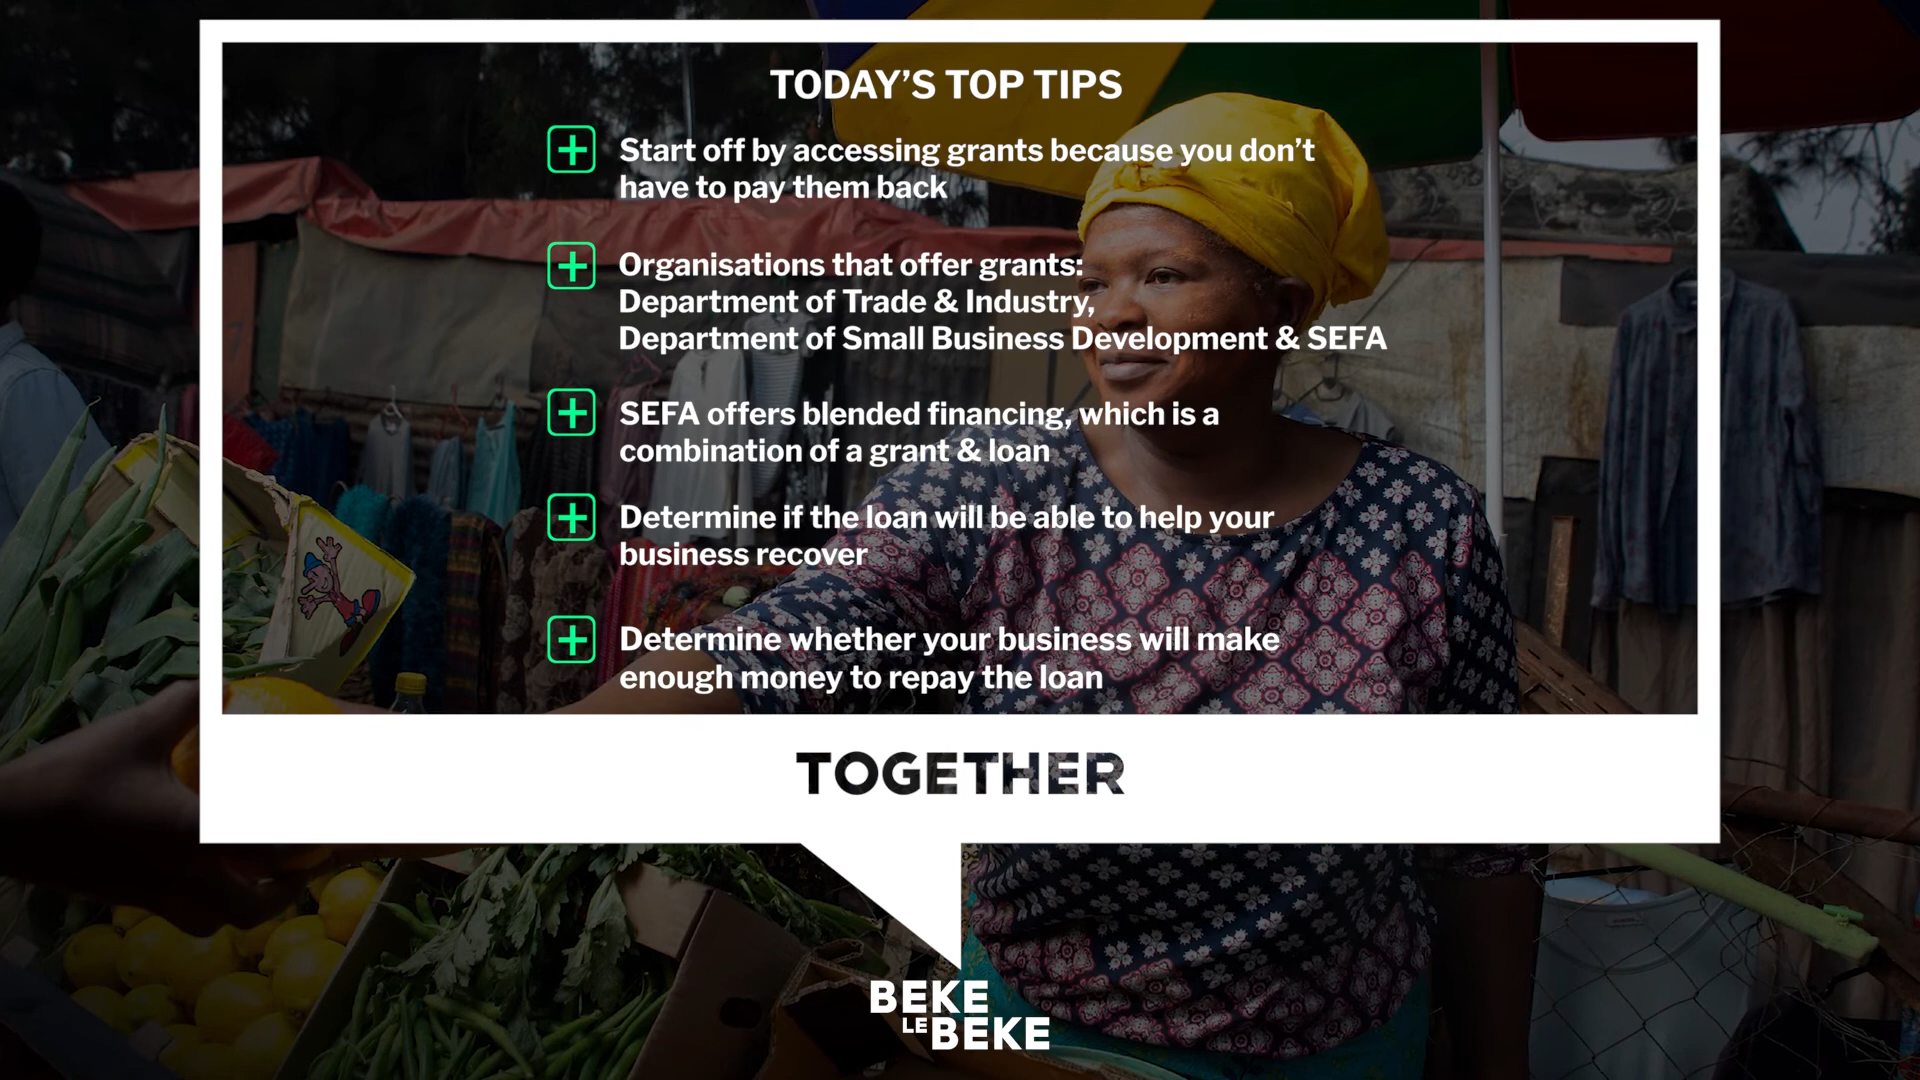 TODAY'S TOP TIPS
Start off by accessing grants because you don't
have to pay them back
Organisations that offer grants:
Department of Trade & Industry,
Department of Small Business Development & SEFA
SEFA offers blended financing, which is a
combination of a grant & loan
Determine if the loan will be able to help your
business recover
Determine whether your business will make
enough money to repay the loan
TOGETHER
BEKE
LE BEKE